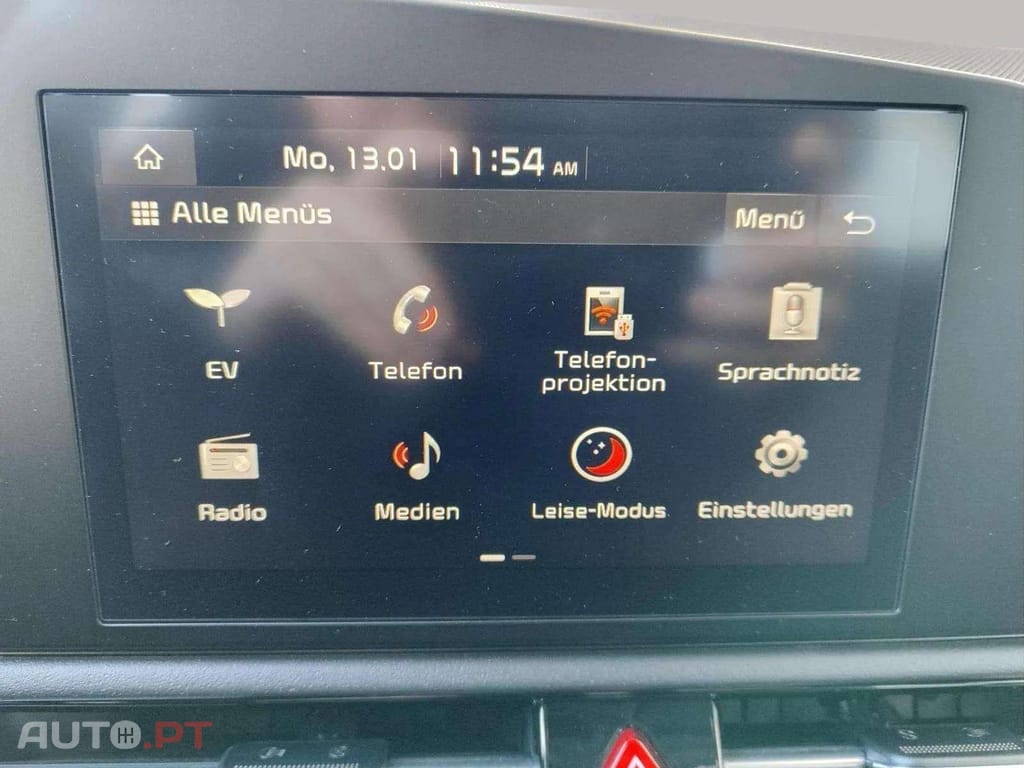 Mo, 13.01 11:54 AM
Alle Menüs Menü
EV Telefon Telefon-
projektion Sprachnotiz
Radio Medien Leise-Modus Einstellungen
AUTO.PT